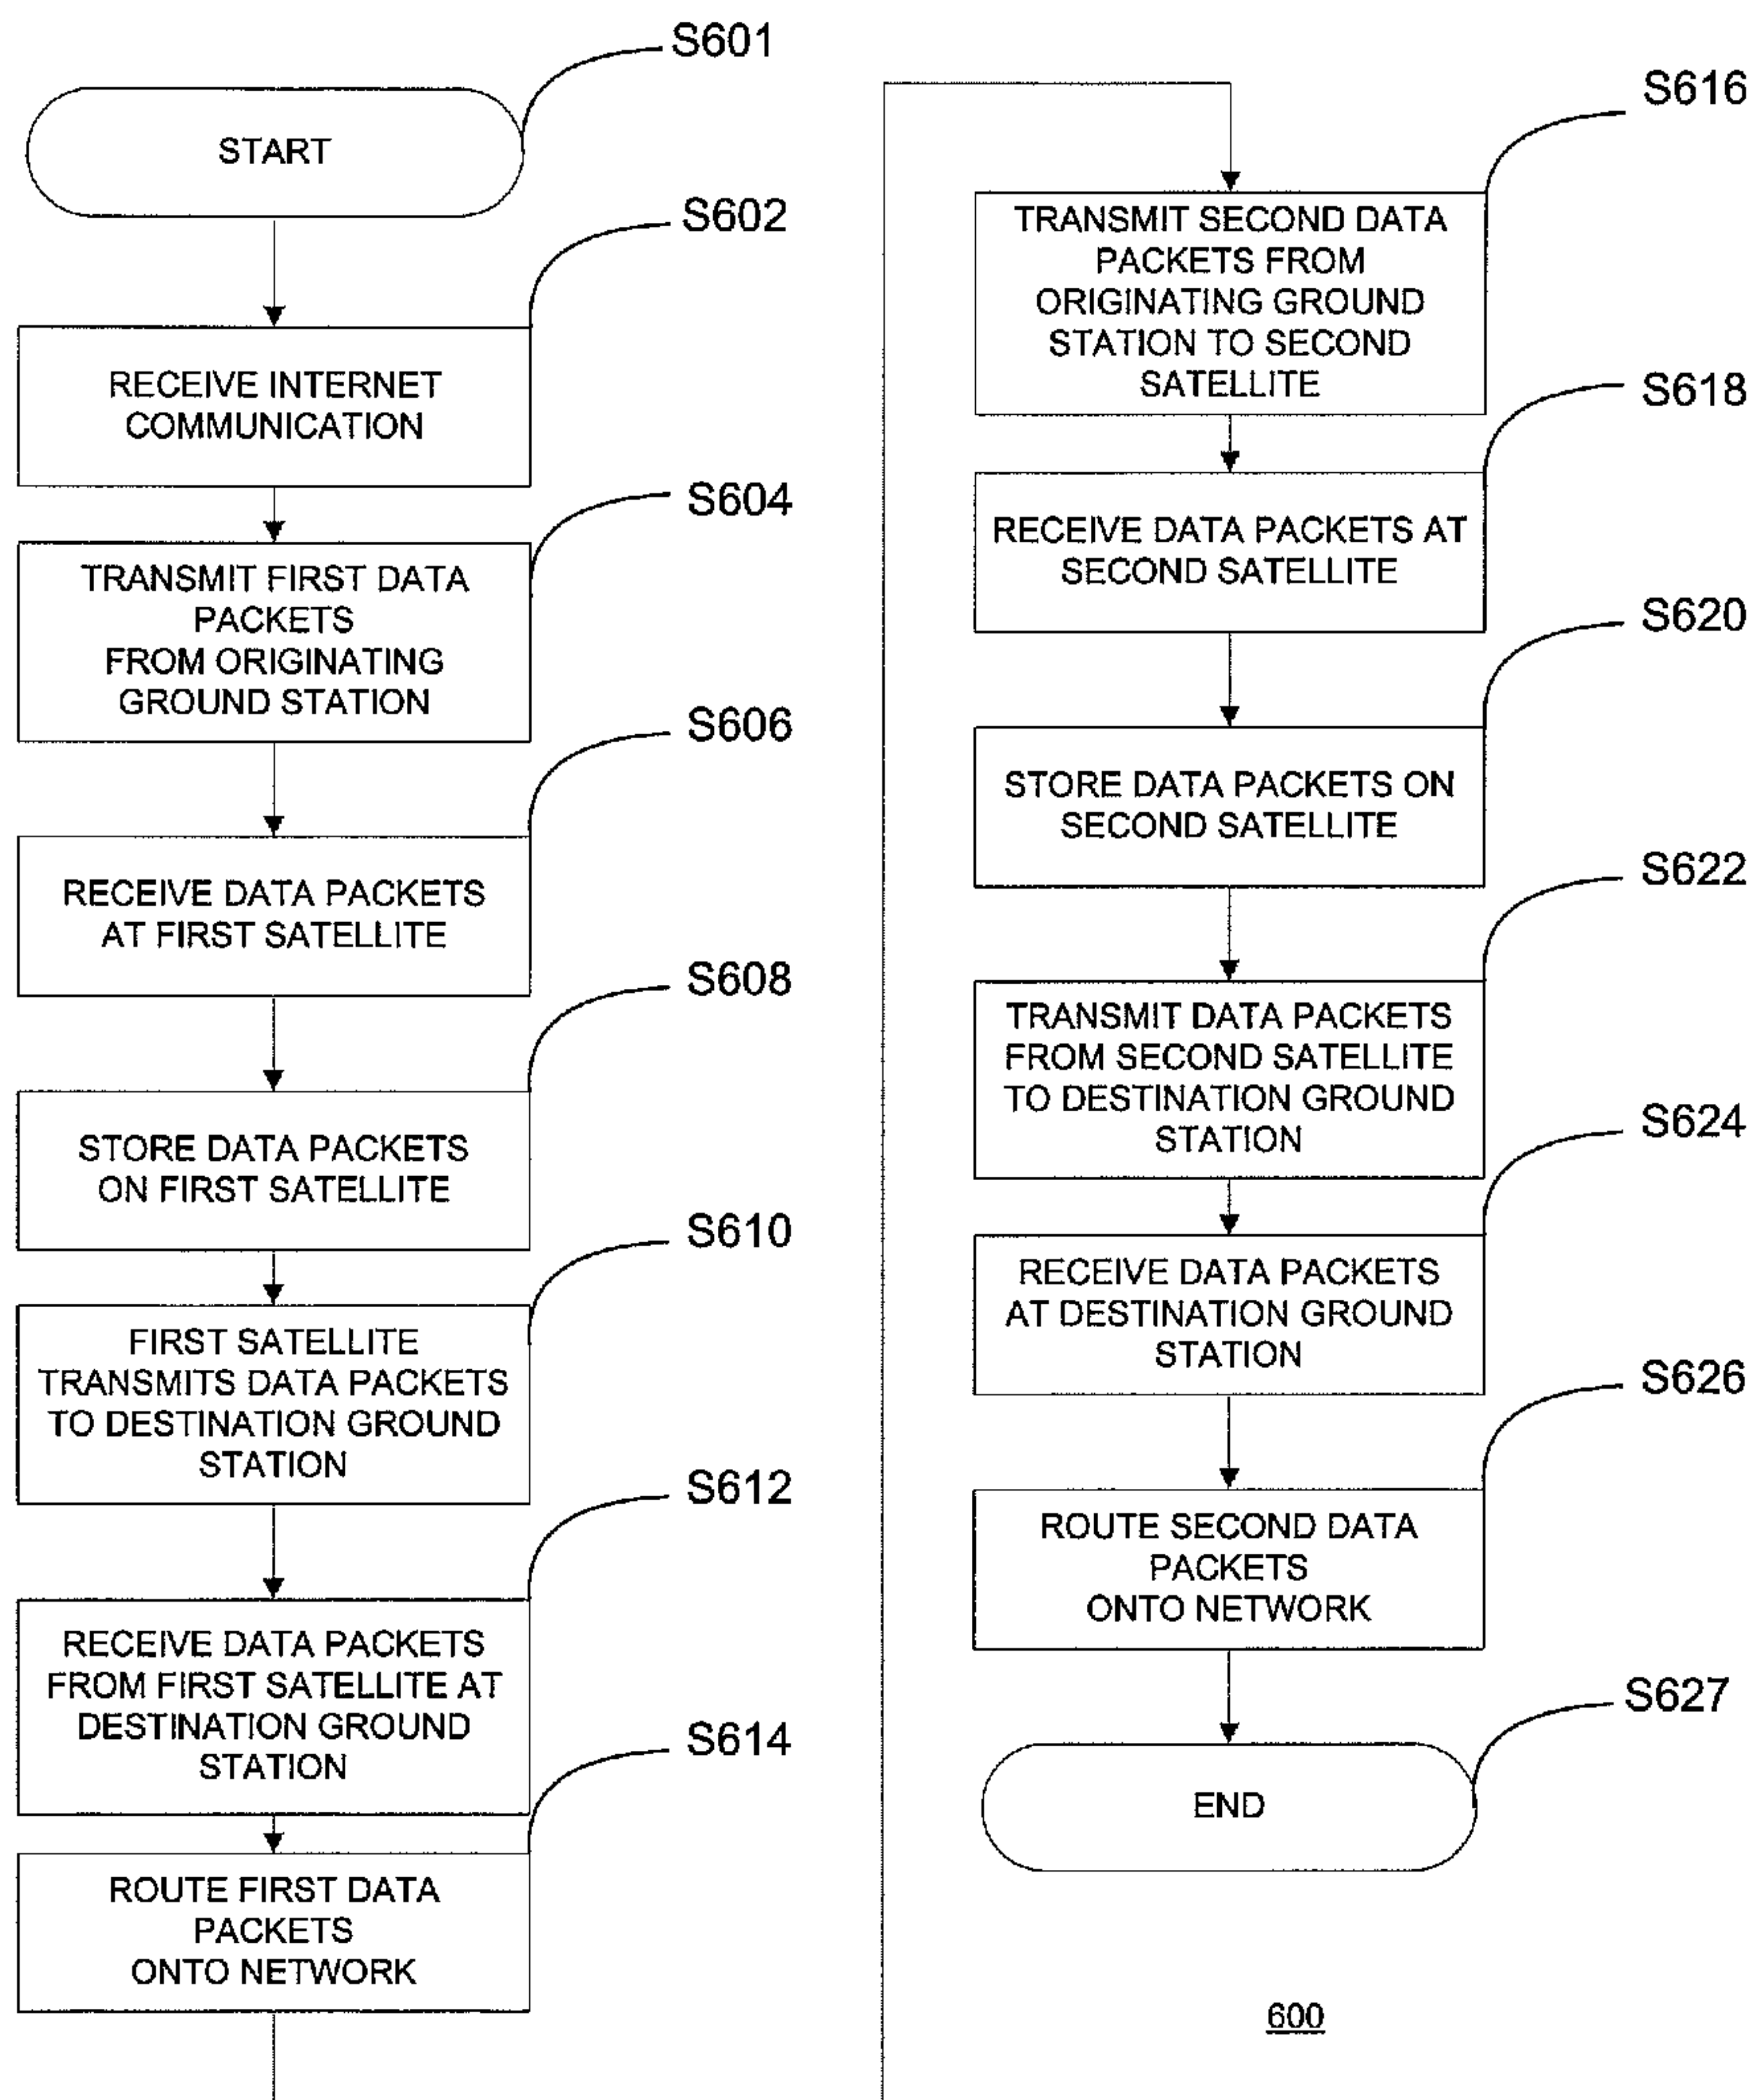 S601
START
S602
RECEIVE INTERNET
COMMUNICATION
S604
TRANSMIT FIRST DATA
PACKETS
FROM ORIGINATING
GROUND STATION
S606
RECEIVE DATA PACKETS
AT FIRST SATELLITE
S608
STORE DATA PACKETS
ON FIRST SATELLITE
S610
FIRST SATELLITE
TRANSMITS DATA PACKETS
TO DESTINATION GROUND
STATION
S612
RECEIVE DATA PACKETS
FROM FIRST SATELLITE AT
DESTINATION GROUND
STATION
S614
ROUTE FIRST DATA
PACKETS
ONTO NETWORK
S616
TRANSMIT SECOND DATA
PACKETS FROM
ORIGINATING GROUND
STATION TO SECOND
SATELLITE
S618
RECEIVE DATA PACKETS AT
SECOND SATELLITE
S620
STORE DATA PACKETS ON
SECOND SATELLITE
S622
TRANSMIT DATA PACKETS
FROM SECOND SATELLITE
TO DESTINATION GROUND
STATION
S624
RECEIVE DATA PACKETS
AT DESTINATION GROUND
STATION
S626
ROUTE SECOND DATA
PACKETS
ONTO NETWORK
S627
END
600